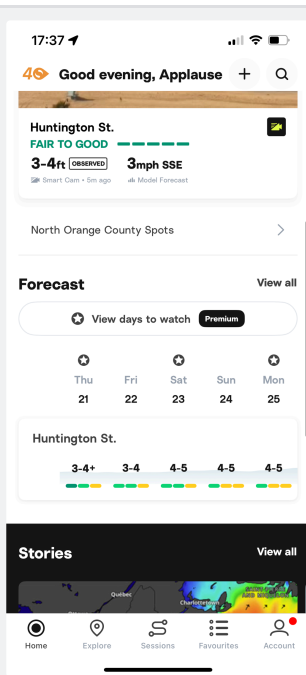 17:37
Good evening, Applause
Huntington St.
FAIR TO GOOD
3-4ft OBSERVED 3mph SSE
Smart Cam • 5m ago Model Forecast
North Orange County Spots
Forecast View all
View days to watch Premium
Thu Fri Sat Sun Mon
21 22 23 24 25
Huntington St.
3-4+ 3-4 4-5 4-5 4-5
Stories View all
Québec
Charlottetown
Home Explore Sessions Favourites Account